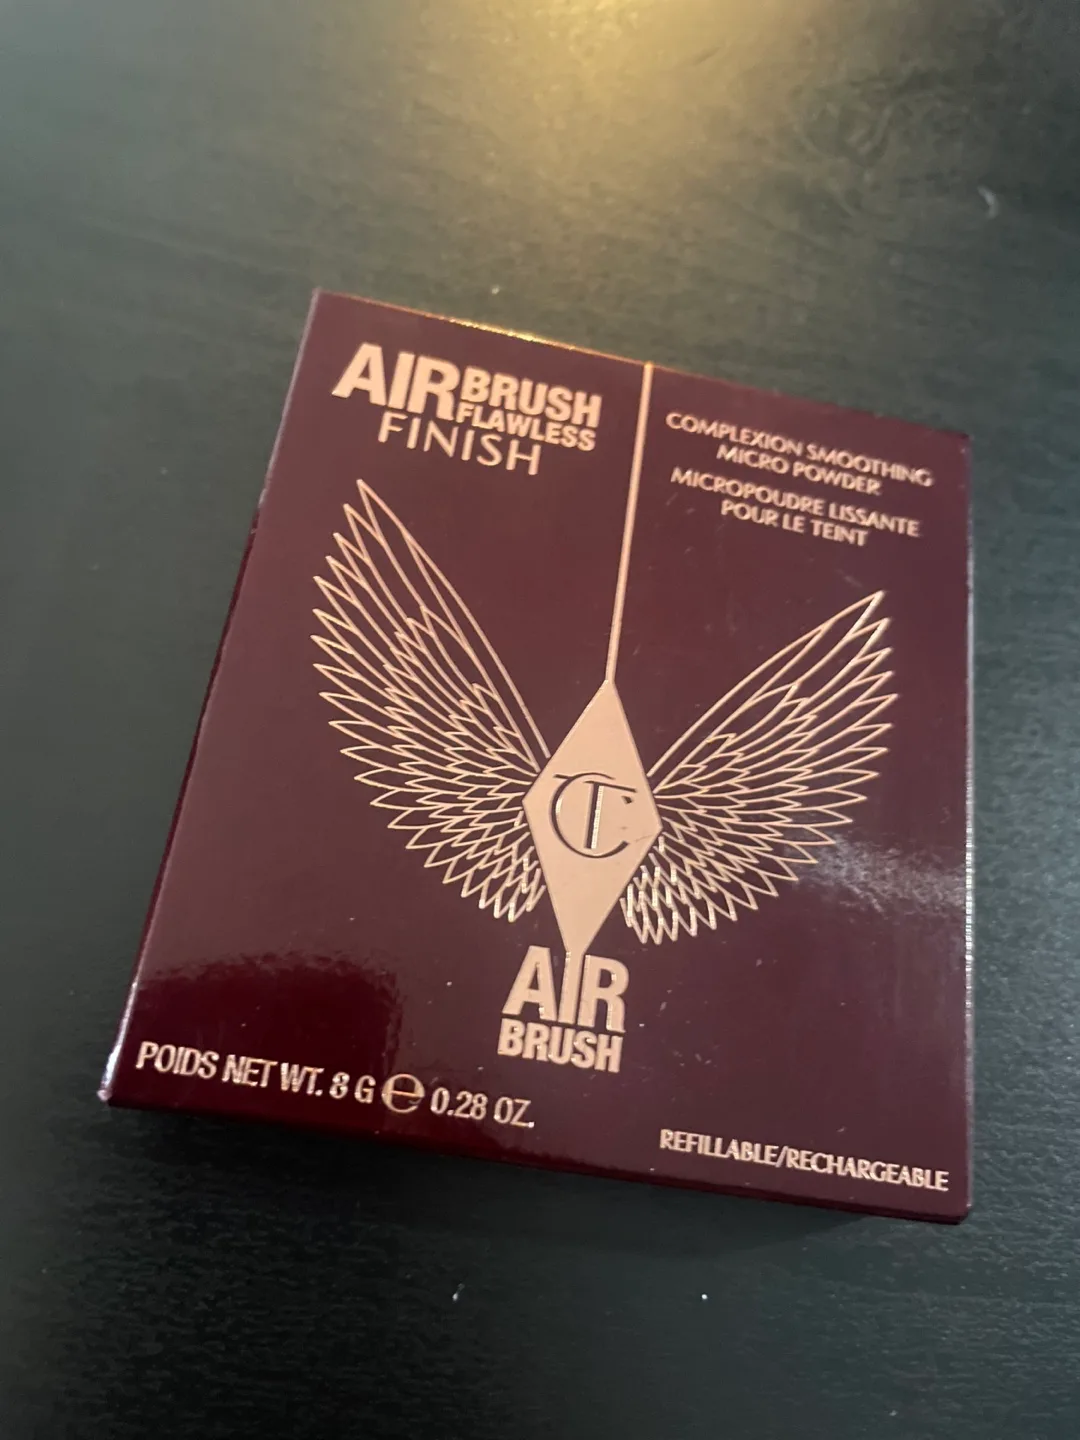 AIRBRUSH
FLAWLESS
FINISH
COMPLEXION SMOOTHING
MICRO POWDER
MICROPOUDRE LISSANTE
POUR LE TEINT
CT
AIR
BRUSH
POIDS NET WT. 8 G ℮ 0.28 OZ.
REFILLABLE/RECHARGEABLE